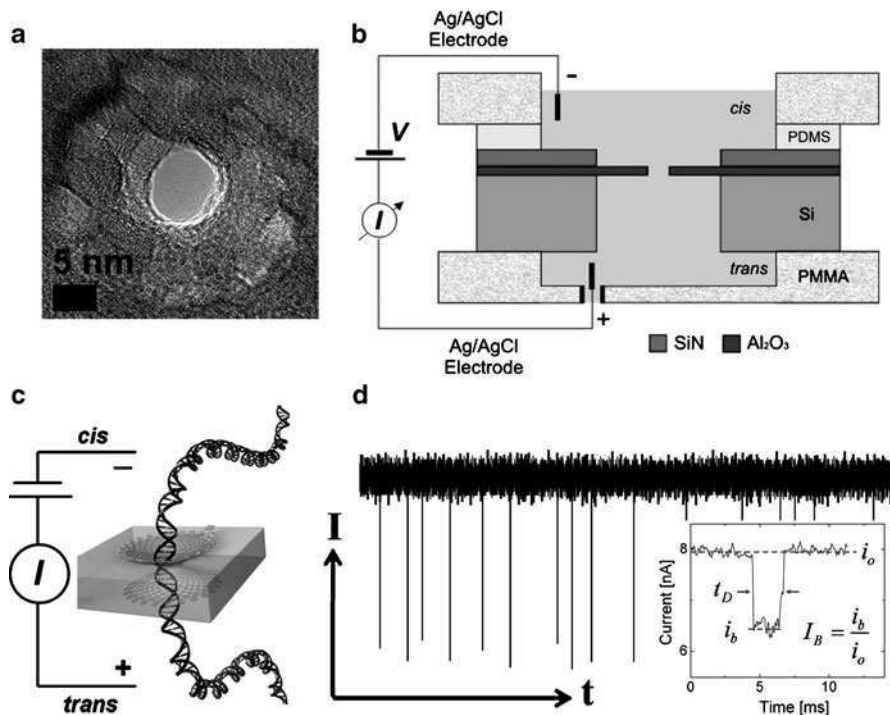 a
5 nm
b
Ag/AgCl
Electrode
V
I
-
cis
PDMS
Si
trans
PMMA
+
Ag/AgCl
Electrode
SiN
Al₂O₃
c
cis
–
I
+
trans
d
I
t
Current [nA]
8
6
i_o
t_D
i_b
I_B = i_b / i_o
0
5
10
Time [ms]